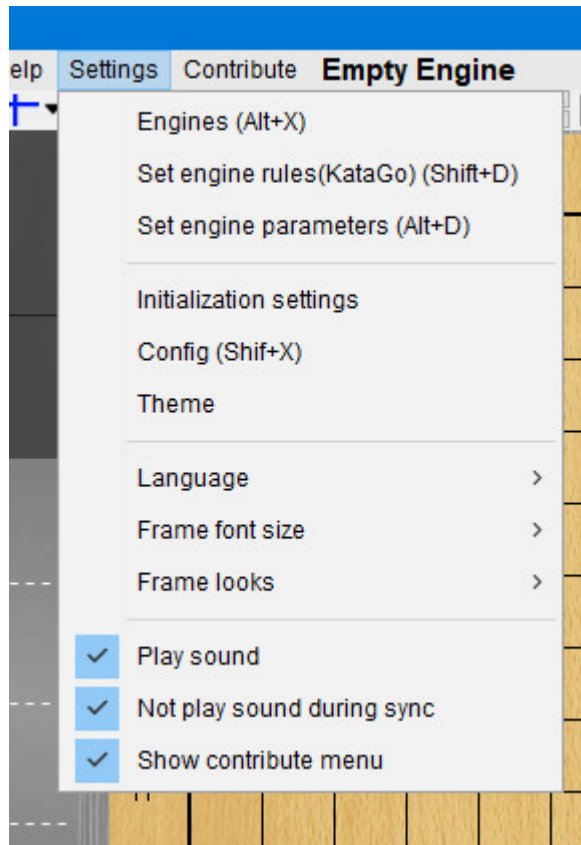 elp Settings Contribute Empty Engine
Engines (Alt+X)
Set engine rules(KataGo) (Shift+D)
Set engine parameters (Alt+D)
Initialization settings
Config (Shif+X)
Theme
Language
Frame font size
Frame looks
Play sound
Not play sound during sync
Show contribute menu